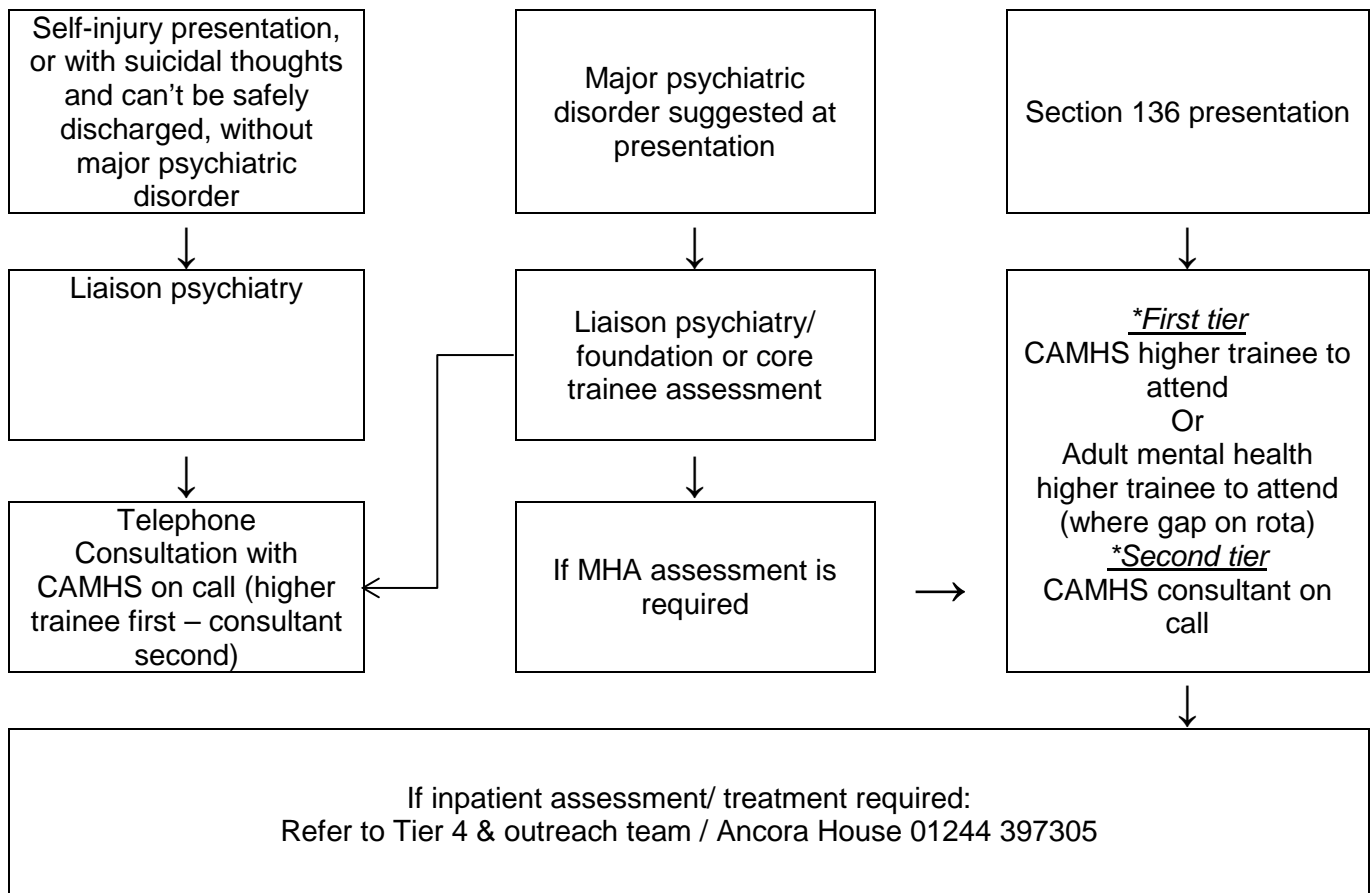 Self-injury presentation,
or with suicidal thoughts
and can’t be safely
discharged, without
major psychiatric
disorder
Major psychiatric
disorder suggested at
presentation
Section 136 presentation
Liaison psychiatry
Liaison psychiatry/
foundation or core
trainee assessment
*First tier
CAMHS higher trainee to
attend
Or
Adult mental health
higher trainee to attend
(where gap on rota)
*Second tier
CAMHS consultant on
call
Telephone
Consultation with
CAMHS on call (higher
trainee first – consultant
second)
If MHA assessment is
required
If inpatient assessment/ treatment required:
Refer to Tier 4 & outreach team / Ancora House 01244 397305